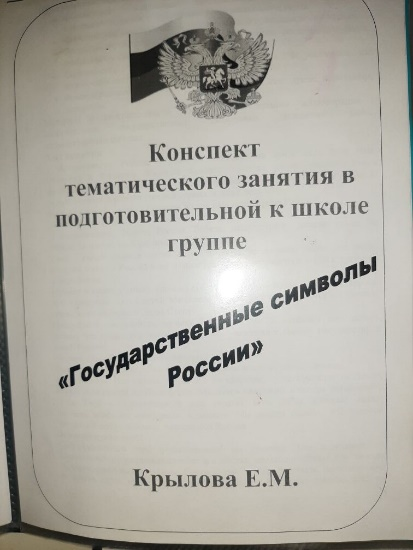 Конспект
тематического занятия в
подготовительной к школе
группе
«Государственные символы
России»
Крылова Е.М.